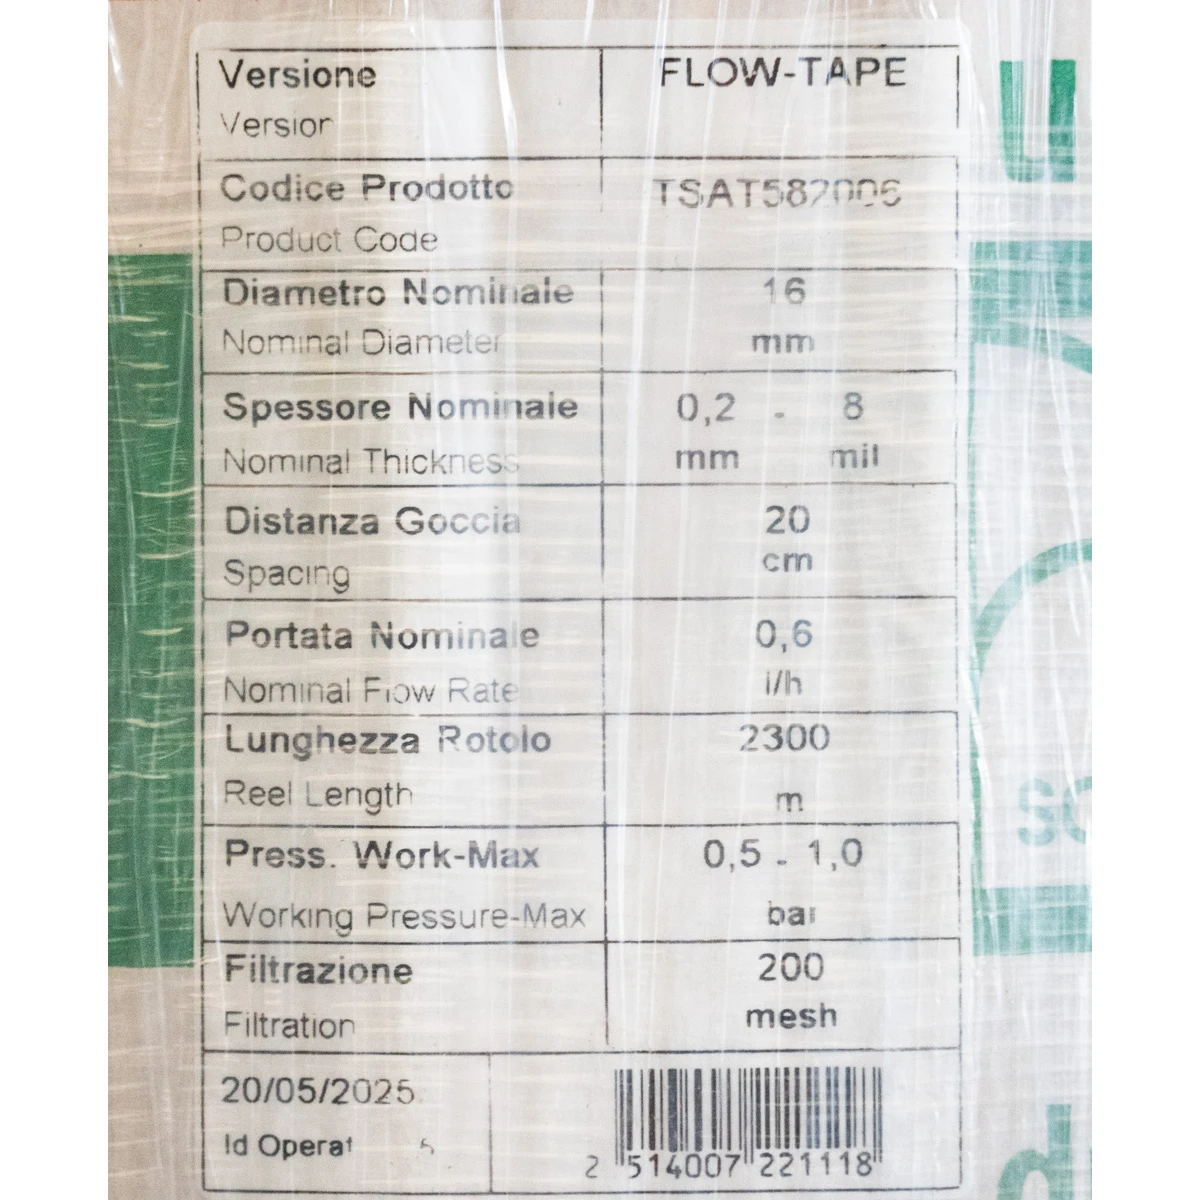 Versione FLOW-TAPE
Version
Codice Prodotto TSAT582006
Product Code
Diametro Nominale 16
Nominal Diameter mm
Spessore Nominale 0,2 - 8
Nominal Thickness mm mil
Distanza Goccia 20
Spacing cm
Portata Nominale 0,6
Nominal Flow Rate l/h
Lunghezza Rotolo 2300
Reel Length m
Press. Work-Max 0,5 - 1,0
Working Pressure-Max bar
Filtrazione 200
Filtration mesh
20/05/2025
Id Operat
2 514007 221118